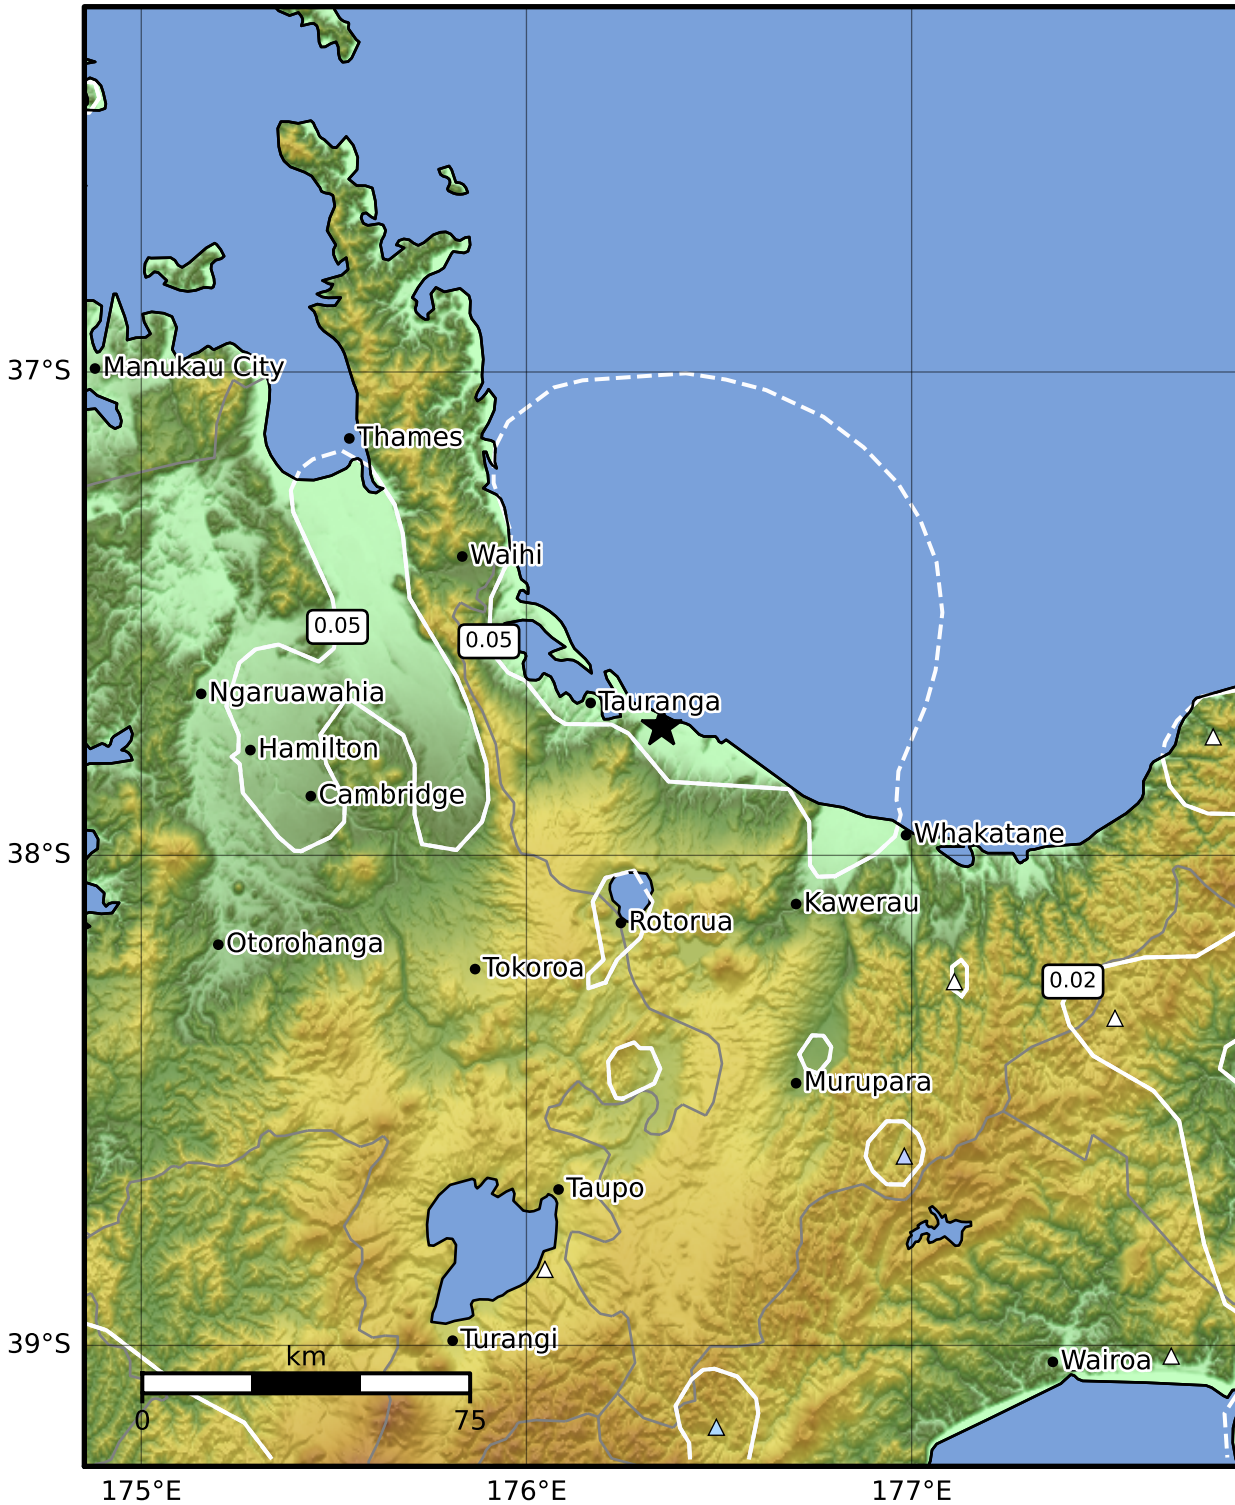 37°S
Manukau City
Thames
Waihi
0.05
0.05
Ngaruawahia
Tauranga
Hamilton
Cambridge
Whakatane
38°S
Kawerau
Rotorua
Otorohanga
Tokoroa
0.02
Murupara
Taupo
39°S
Turangi
km
Wairoa
0
75
175°E
176°E
177°E